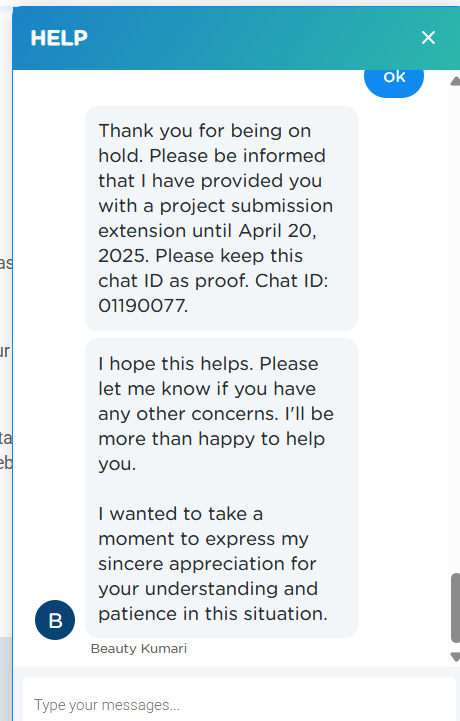 HELP
ok
Thank you for being on
hold. Please be informed
that I have provided you
with a project submission
extension until April 20,
2025. Please keep this
chat ID as proof. Chat ID:
01190077.
I hope this helps. Please
let me know if you have
any other concerns. I'll be
more than happy to help
you.
I wanted to take a
moment to express my
sincere appreciation for
your understanding and
patience in this situation.
B
Beauty Kumari
Type your messages...